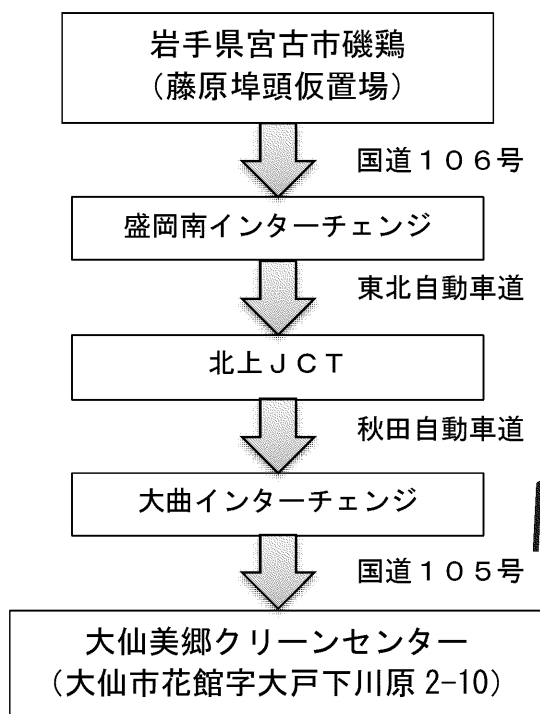 岩手県宮古市磯鶏
（藤原埠頭仮置場）
国道１０６号
盛岡南インターチェンジ
東北自動車道
北上ＪＣＴ
秋田自動車道
大曲インターチェンジ
国道１０５号
大仙美郷クリーンセンター
（大仙市花館字大戸下川原 2-10）